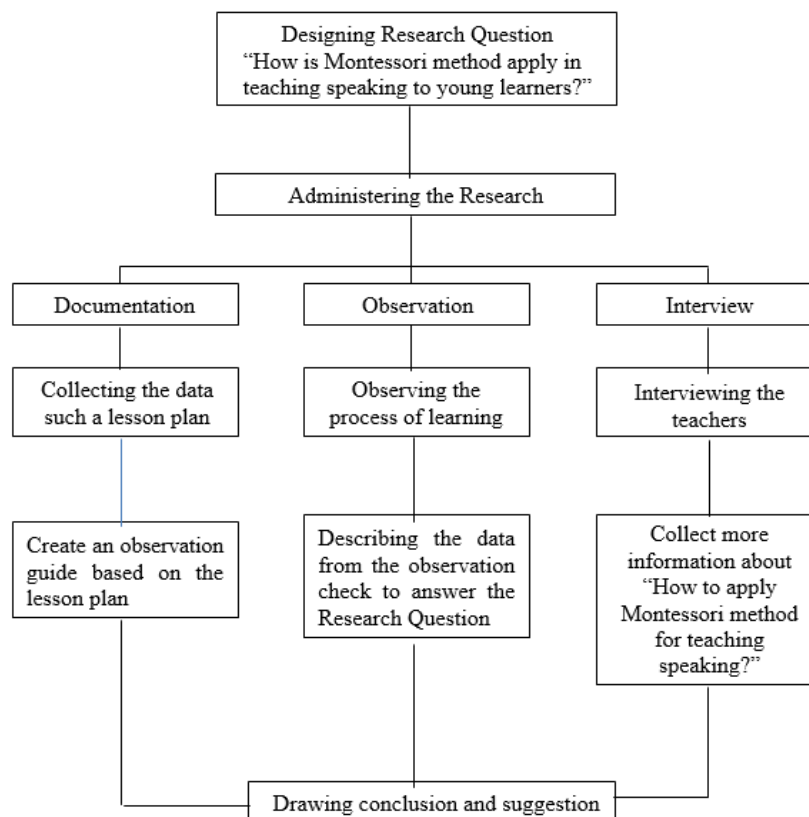 Designing Research Question
“How is Montessori method apply in
teaching speaking to young learners?”
Administering the Research
Documentation
Observation
Interview
Collecting the data
such a lesson plan
Observing the
process of learning
Interviewing the
teachers
Create an observation
guide based on the
lesson plan
Describing the data
from the observation
check to answer the
Research Question
Collect more
information about
“How to apply
Montessori method
for teaching
speaking?”
Drawing conclusion and suggestion